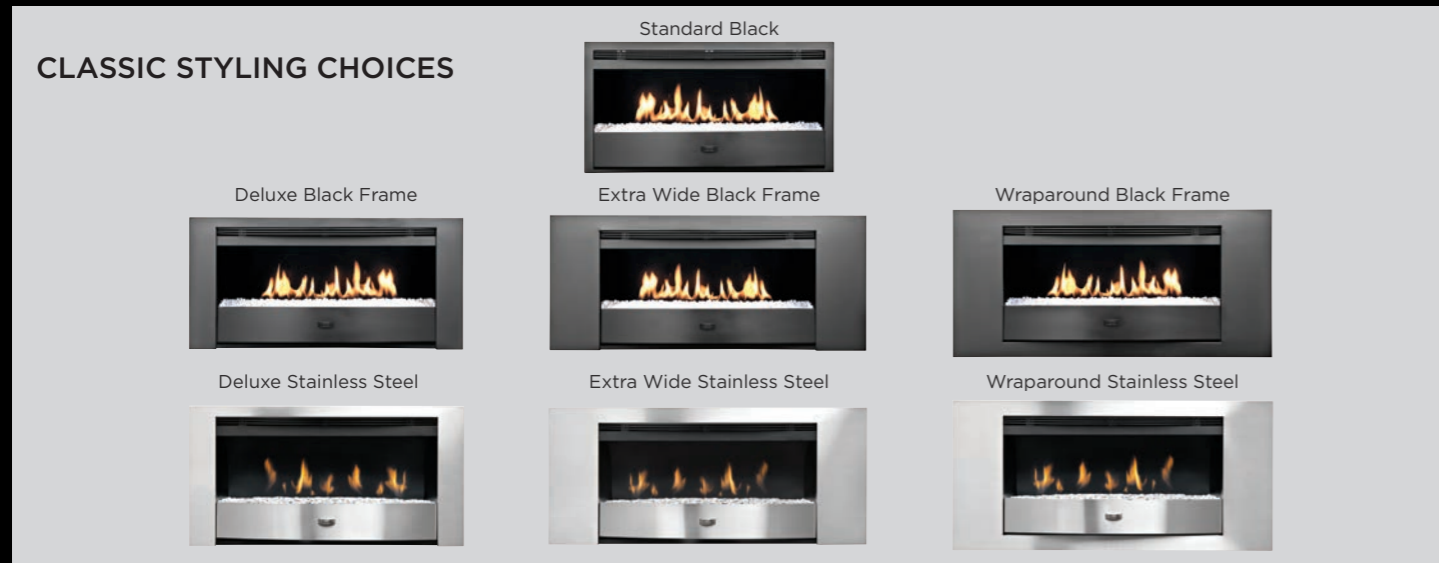 Standard Black
CLASSIC STYLING CHOICES
Deluxe Black Frame
Extra Wide Black Frame
Wraparound Black Frame
Deluxe Stainless Steel
Extra Wide Stainless Steel
Wraparound Stainless Steel